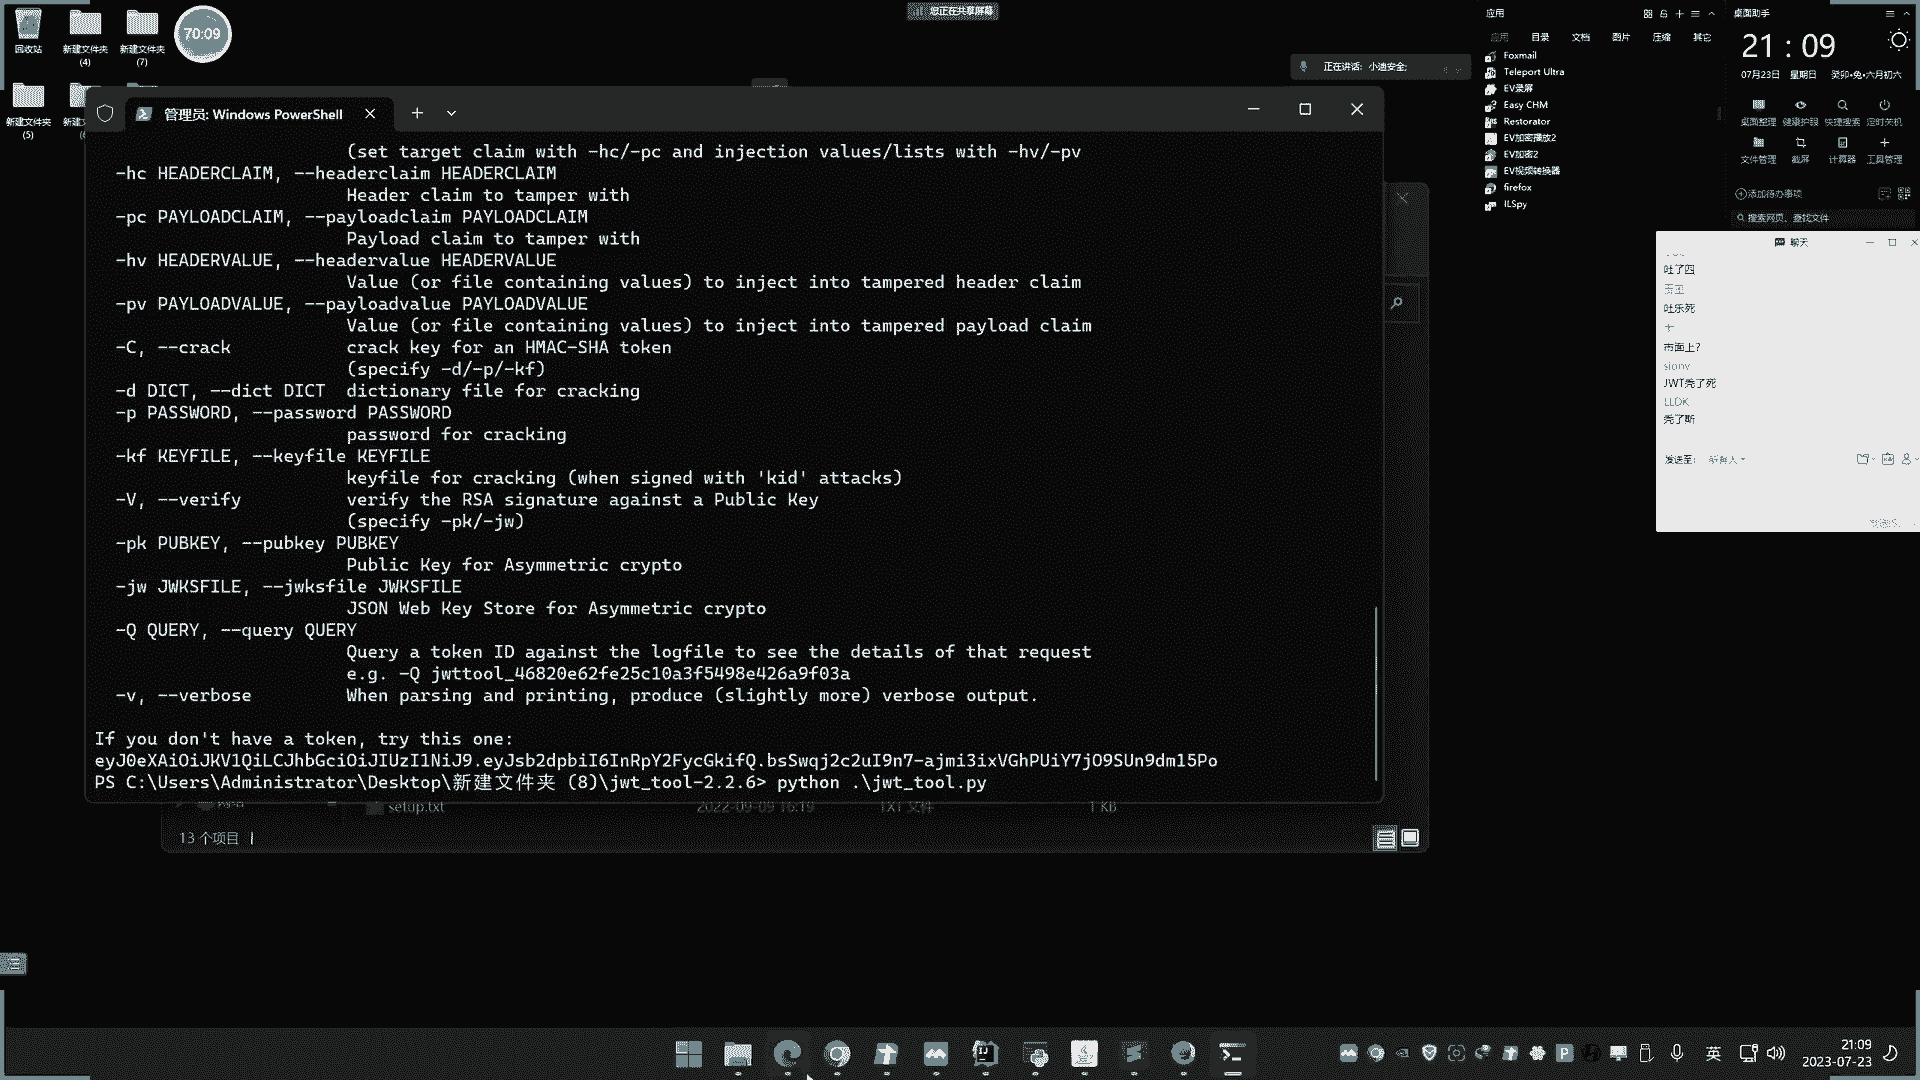 回收站
新建文件夹
(4)
新建文件夹
(7)
70:09
新建文件夹
(5)
您正在共享屏幕
正在讲话: 小迪安全;
管理员: Windows PowerShell
(set target claim with -hc/-pc and injection values/lists with -hv/-pv
-hc HEADERCLAIM, --headerclaim HEADERCLAIM
Header claim to tamper with
-pc PAYLOADCLAIM, --payloadclaim PAYLOADCLAIM
Payload claim to tamper with
-hv HEADERVALUE, --headervalue HEADERVALUE
Value (or file containing values) to inject into tampered header claim
-pv PAYLOADVALUE, --payloadvalue PAYLOADVALUE
Value (or file containing values) to inject into tampered payload claim
-C, --crack crack key for an HMAC-SHA token
(specify -d/-p/-kf)
-d DICT, --dict DICT dictionary file for cracking
-p PASSWORD, --password PASSWORD
password for cracking
-kf KEYFILE, --keyfile KEYFILE
keyfile for cracking (when signed with 'kid' attacks)
-V, --verify verify the RSA signature against a Public Key
(specify -pk/-jw)
-pk PUBKEY, --pubkey PUBKEY
Public Key for Asymmetric crypto
-jw JWKSFILE, --jwksfile JWKSFILE
JSON Web Key Store for Asymmetric crypto
-Q QUERY, --query QUERY
Query a token ID against the logfile to see the details of that request
e.g. -Q jwttool_46820e62fe25c10a3f5498e426a9f03a
-v, --verbose When parsing and printing, produce (slightly more) verbose output.
If you don't have a token, try this one:
eyJ0eXAiOiJKV1QiLCJhbGciOiJIUzI1NiJ9.eyJsb2dpbiI6InRpY2FycGkifQ.bsSwqj2c2uI9n7-ajmi3ixVGhPUiY7jO9SUn9dm15Po
PS C:\Users\Administrator\Desktop\新建文件夹 (8)\jwt_tool-2.2.6> python .\jwt_tool.py
setup.txt 2022-09-09 16:19 TXT 文件 1 KB
13 个项目
应用
应用 目录 文档 图片 压缩 其它
Foxmail
Teleport Ultra
EV录屏
Easy CHM
Restorator
EV加密播放2
EV加密2
EV视频转换器
firefox
ILSpy
桌面助手
21:09
07月23日 星期日 癸卯•兔•六月初六
桌面整理 健康护眼 快捷搜索 定时关机
文件管理 截屏 计算器 工具管理
添加待办事项
搜索网页、查找文件
聊天
吐了四
吐乐死
市面上?
sionv
JWT秃了死
LLDK
秃了斯
发送至:
英
21:09
2023-07-23